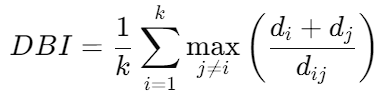 $DBI = \frac{1}{k} \sum_{i=1}^{k} \max_{j \neq i} \left( \frac{d_i + d_j}{d_{ij}} \right)$